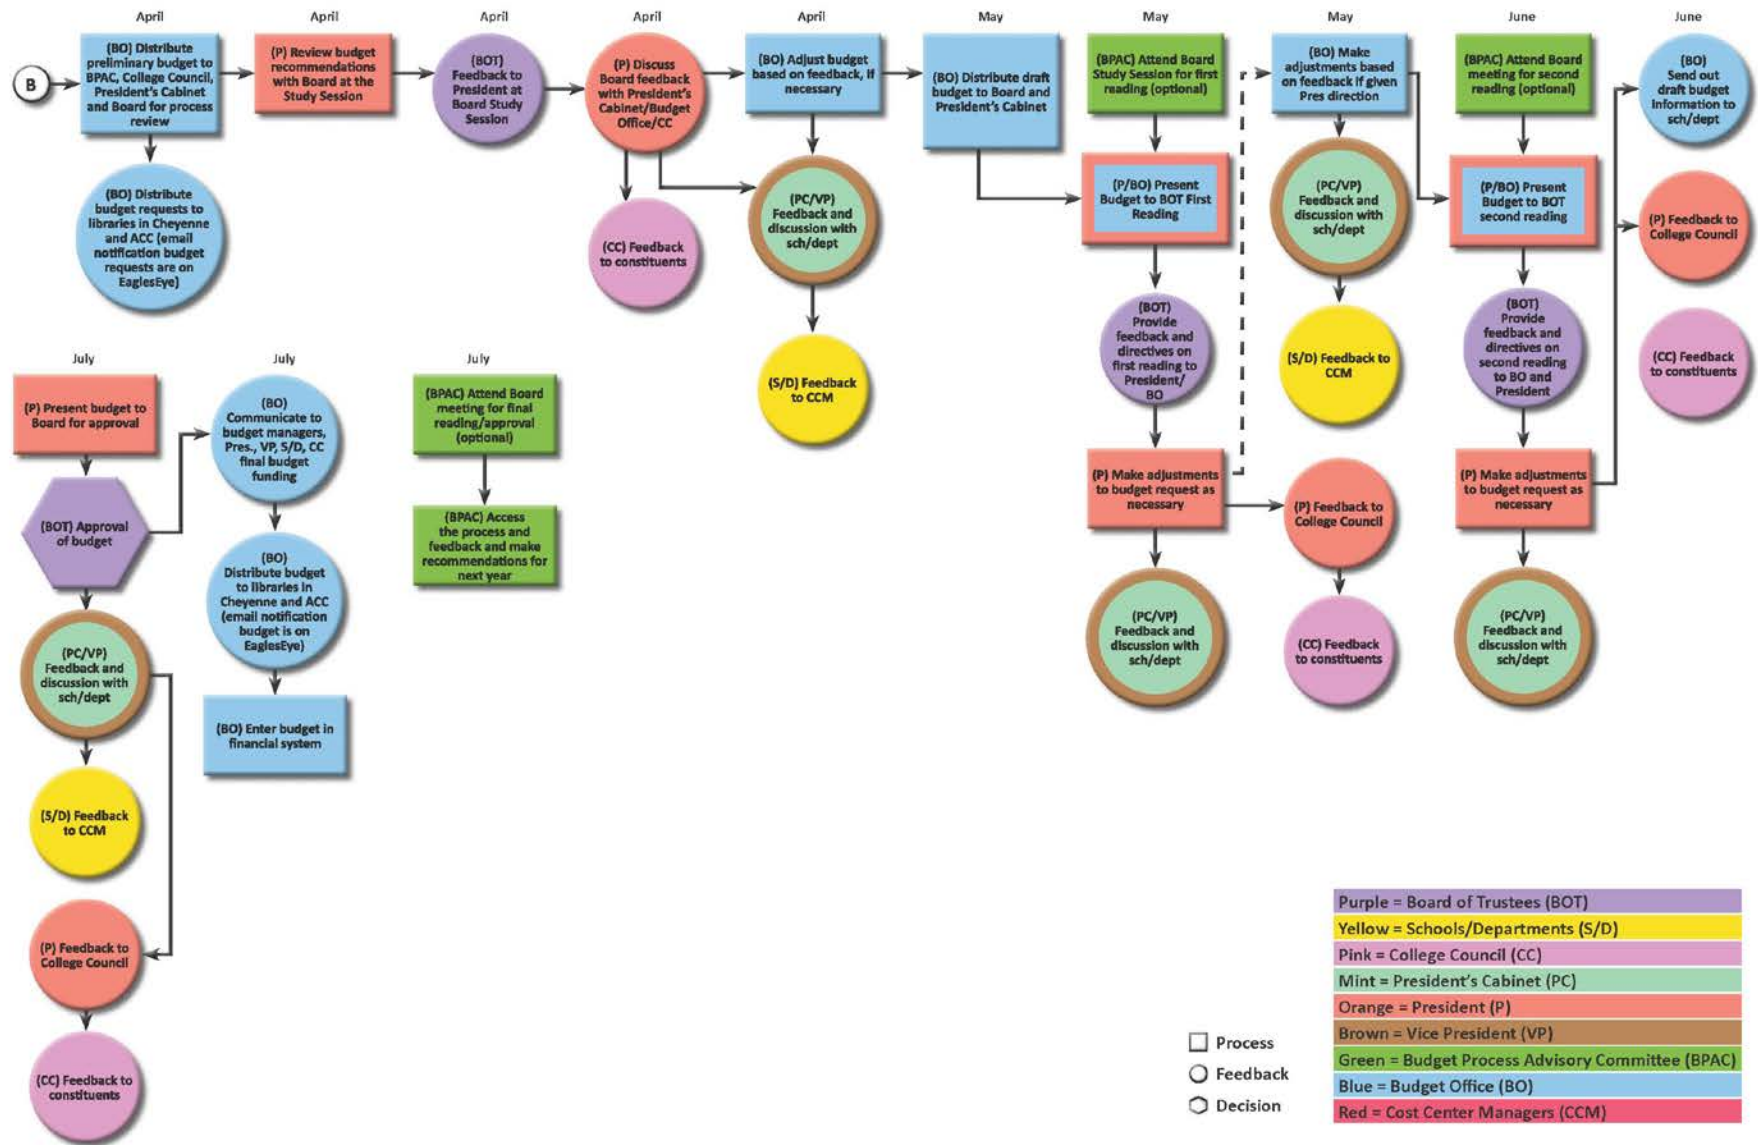 April
April
April
April
April
May
May
May
June
June
B
(BO) Distribute
preliminary budget to
BPAC, College Council,
President's Cabinet
and Board for process
review
(P) Review budget
recommendations
with Board at the
Study Session
(BOT)
Feedback to
President at
Board Study
Session
(P) Discuss
Board feedback
with President's
Cabinet/Budget
Office/CC
(BO) Adjust budget
based on feedback, if
necessary
(BO) Distribute draft
budget to Board and
President's Cabinet
(BPAC) Attend Board
Study Session for first
reading (optional)
(BO) Make
adjustments based
on feedback if given
Pres direction
(BPAC) Attend Board
meeting for second
reading (optional)
(BO)
Send out
draft budget
Information to
sch/dept
(BO) Distribute
budget requests to
libraries in Cheyenne
and ACC (email
notification budget
requests are on
EaglesEye)
(CC) Feedback
to constituents
(PC/VP)
Feedback and
discussion with
sch/dept
(S/D) Feedback
to CCM
(P/BO) Present
Budget to BOT First
Reading
(BOT)
Provide
feedback and
directives on
first reading to
President/
BO
(P) Make adjustments
to budget request as
necessary
(PC/VP)
Feedback and
discussion with
sch/dept
(PC/VP)
Feedback and
discussion with
sch/dept
(S/D) Feedback to
CCM
(P) Feedback to
College Council
(CC) Feedback
to constituents
(P/BO) Present
Budget to BOT
second reading
(BOT)
Provide
feedback and
directives on
second reading
to BO and
President
(P) Make adjustments
to budget request as
necessary
(PC/VP)
Feedback and
discussion with
sch/dept
(P) Feedback to
College Council
(CC) Feedback
to constituents
July
July
July
(P) Present budget to
Board for approval
(BOT) Approval
of budget
(PC/VP)
Feedback and
discussion with
sch/dept
(S/D) Feedback
to CCM
(P) Feedback to
College Council
(CC) Feedback to
constituents
(BO)
Communicate to
budget managers,
Pres., VP, S/D, CC
final budget
funding
(BO)
Distribute budget
to libraries in
Cheyenne and ACC
(email notification
budget is on
EaglesEye)
(BO) Enter budget in
financial system
(BPAC) Attend Board
meeting for final
reading/approval
(optional)
(BPAC) Access
the process and
feedback and make
recommendations for
next year
Process
Feedback
Decision
Purple = Board of Trustees (BOT)
Yellow = Schools/Departments (S/D)
Pink = College Council (CC)
Mint = President's Cabinet (PC)
Orange = President (P)
Brown = Vice President (VP)
Green = Budget Process Advisory Committee (BPAC)
Blue = Budget Office (BO)
Red = Cost Center Managers (CCM)